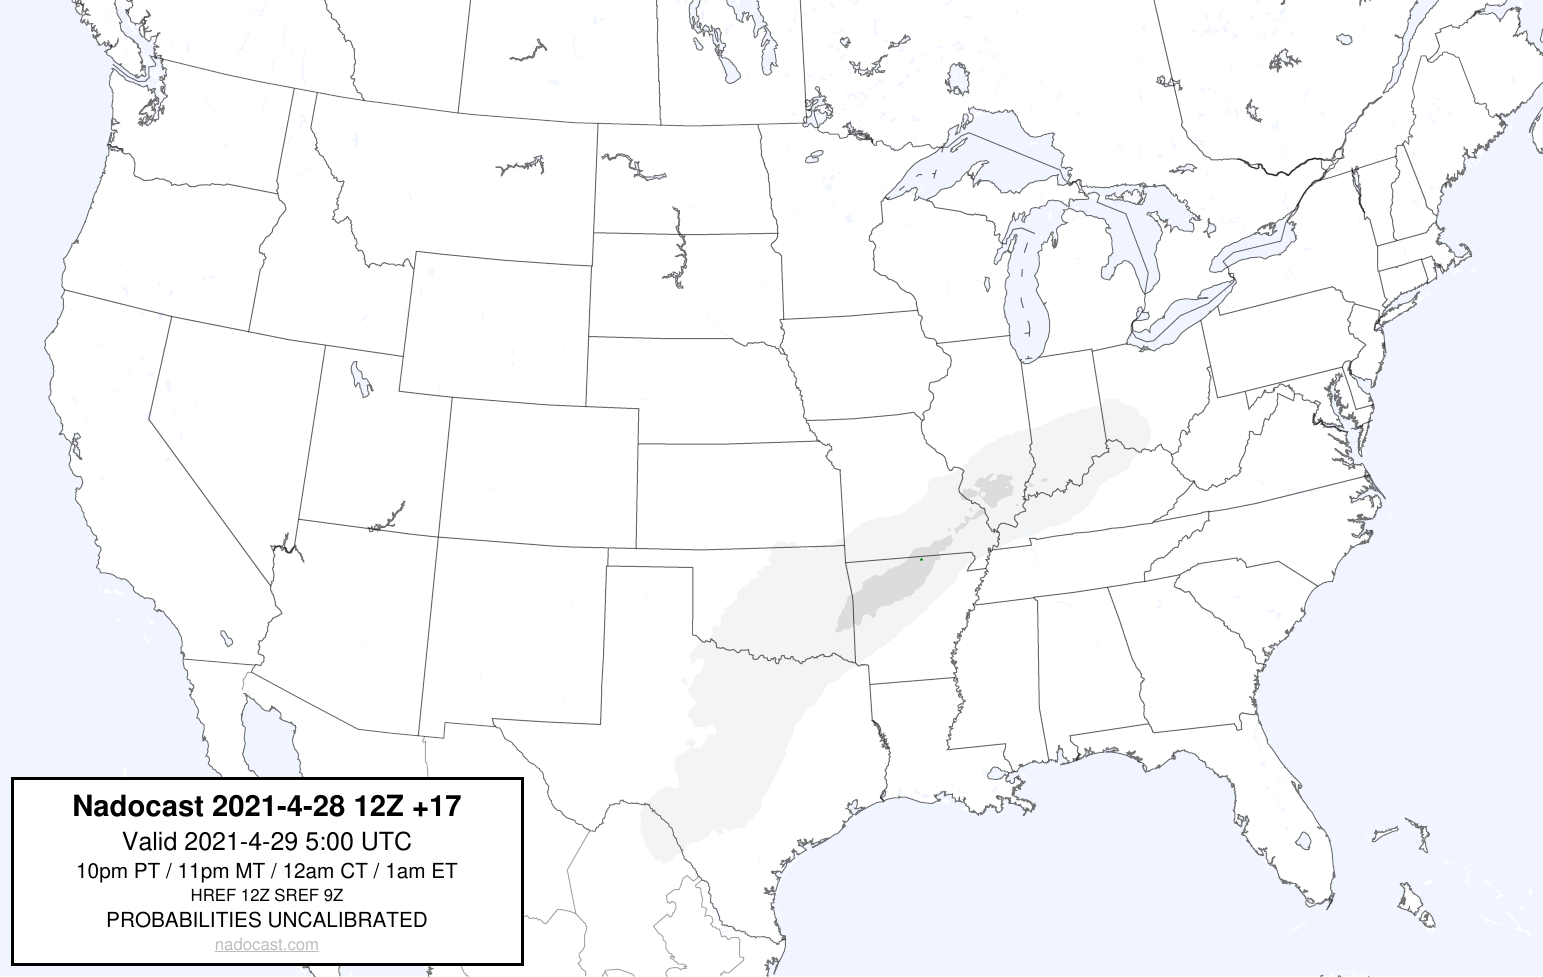 Nadocast 2021-4-28 12Z +17
Valid 2021-4-29 5:00 UTC
10pm PT / 11pm MT / 12am CT / 1am ET
HREF 12Z SREF 9Z
PROBABILITIES UNCALIBRATED
nadocast.com